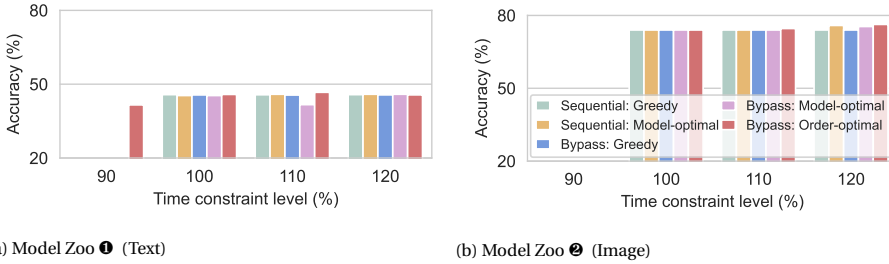 80
50
20
Accuracy (%)
90 100 110 120
Time constraint level (%)
) Model Zoo ❶ (Text)
80
50
20
Accuracy (%)
Sequential: Greedy
Sequential: Model-optimal
Bypass: Greedy
Bypass: Model-optimal
Bypass: Order-optimal
90 100 110 120
Time constraint level (%)
(b) Model Zoo ❷ (Image)